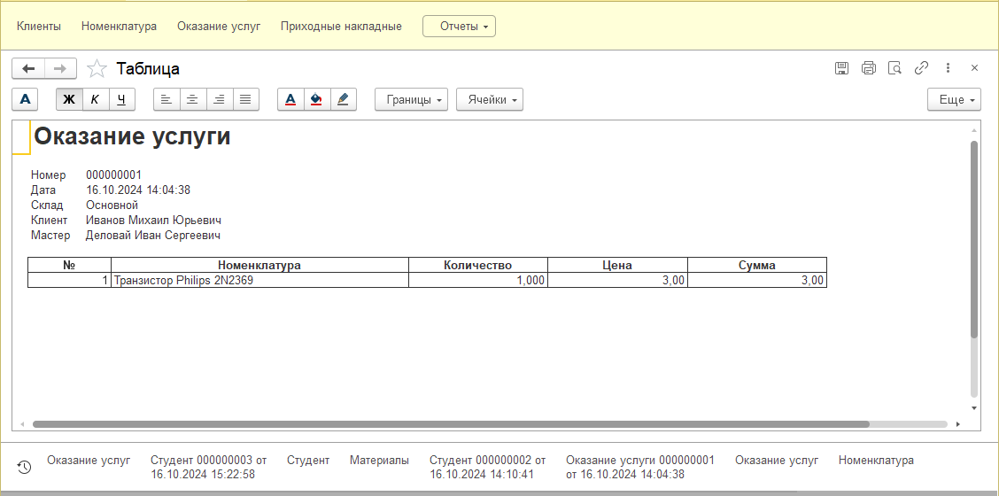 Клиенты Номенклатура Оказание услуг Приходные накладные Отчеты
Таблица
А Ж К Ч А Границы Ячейки Еще
Оказание услуги
Номер 000000001
Дата 16.10.2024 14:04:38
Склад Основной
Клиент Иванов Михаил Юрьевич
Мастер Деловай Иван Сергеевич
№ Номенклатура Количество Цена Сумма
1 Транзистор Philips 2N2369 1,000 3,00 3,00
Оказание услуг Студент 000000003 от Студент Материалы Студент 000000002 от Оказание услуги 000000001 Оказание услуг Номенклатура
16.10.2024 15:22:58 16.10.2024 14:10:41 от 16.10.2024 14:04:38